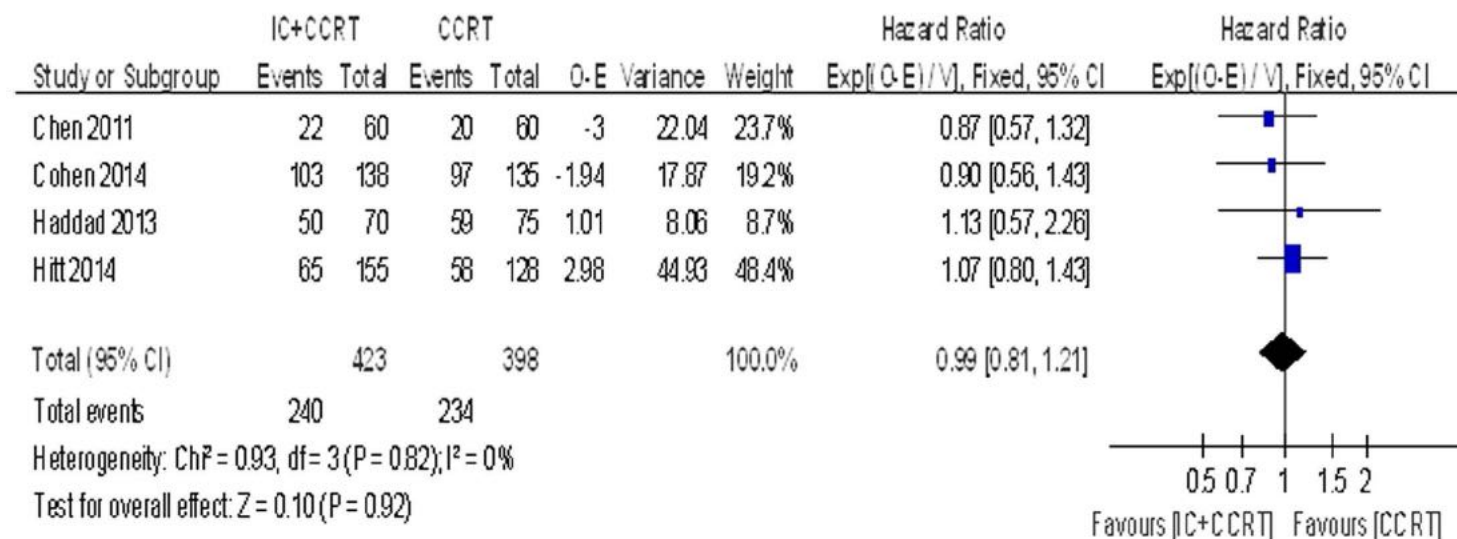 IC+CCRT CCRT Hazard Ratio Hazard Ratio
Study or Subgroup Events Total Events Total O-E Variance Weight Exp[(O-E) / V], Fixed, 95% CI Exp[(O-E) / V], Fixed, 95% CI
Chen 2011 22 60 20 60 -3 22.04 23.7% 0.87 [0.57, 1.32]
Cohen 2014 103 138 97 135 -1.94 17.87 19.2% 0.90 [0.56, 1.43]
Haddad 2013 50 70 59 75 1.01 8.06 8.7% 1.13 [0.57, 2.26]
Hitt 2014 65 155 58 128 2.98 44.93 48.4% 1.07 [0.80, 1.43]
Total (95% CI) 423 398 100.0% 0.99 [0.81, 1.21]
Total events 240 234
Heterogeneity: Chi² = 0.93, df = 3 (P = 0.82); I² = 0%
Test for overall effect: Z = 0.10 (P = 0.92)
0.5 0.7 1 1.5 2
Favours [IC+CCRT] Favours [CCRT]